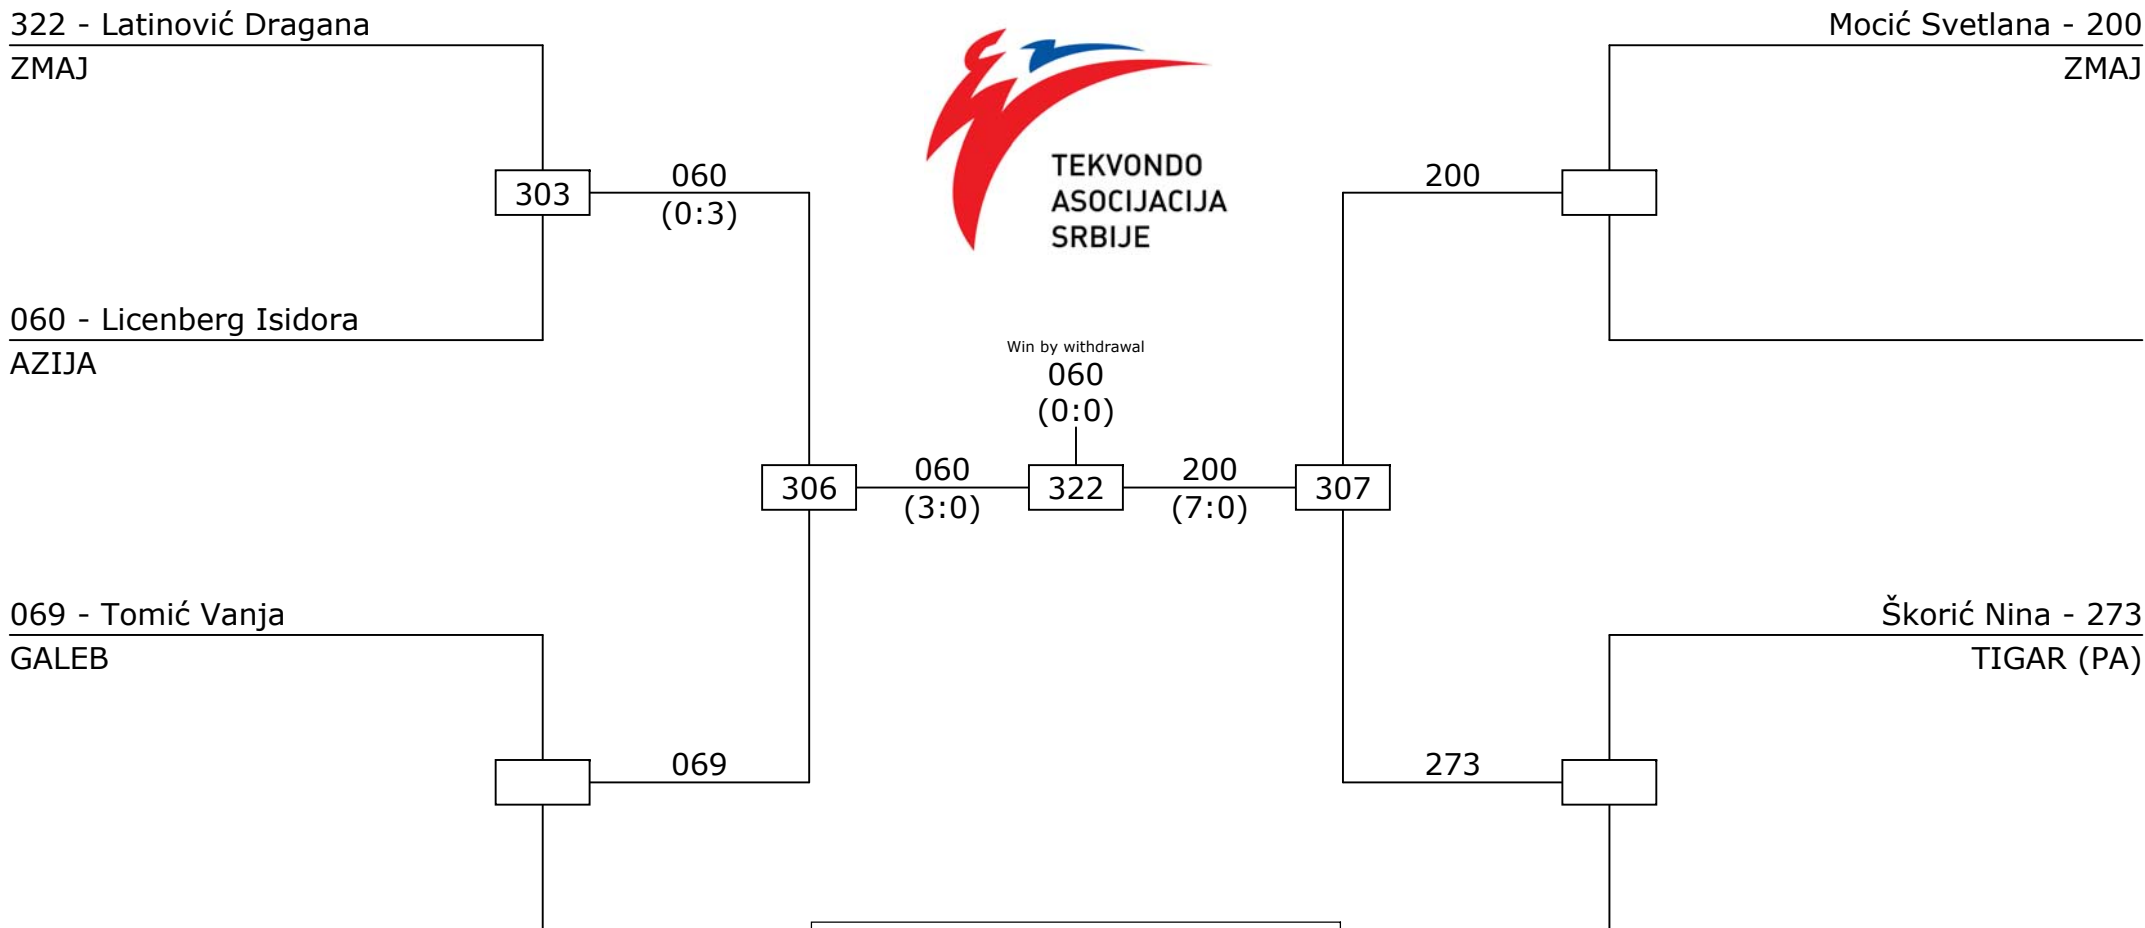 322 - Latinović Dragana
ZMAJ
Mocić Svetlana - 200
ZMAJ
TEKVONDO
ASOCIJACIJA
SRBIJE
303
060
(0:3)
200
060 - Licenberg Isidora
AZIJA
Win by withdrawal
060
(0:0)
306
060
(3:0)
322
200
(7:0)
307
069 - Tomić Vanja
GALEB
Škorić Nina - 273
TIGAR (PA)
069
273